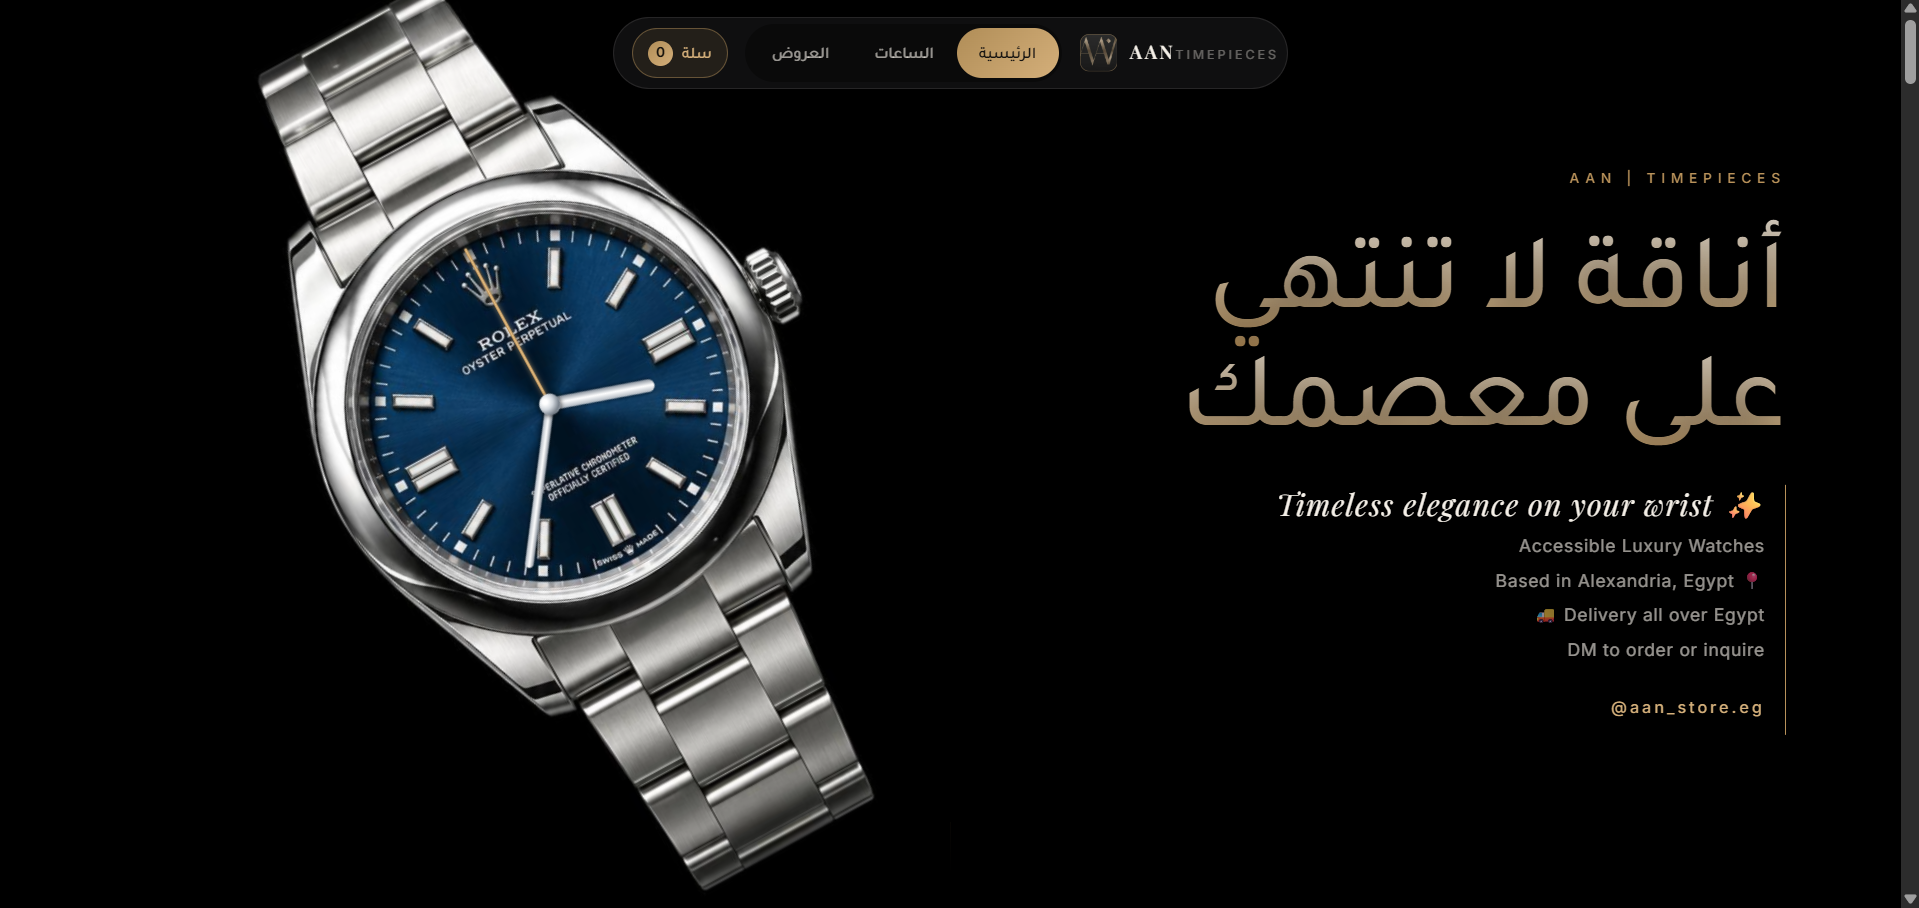 AAN TIMEPIECES
الرئيسية
الساعات
العروض
سلة 0
AAN | TIMEPIECES
أناقة لا تنتهي
على معصمك
Timeless elegance on your wrist ✨
Accessible Luxury Watches
Based in Alexandria, Egypt 📍
🚚 Delivery all over Egypt
DM to order or inquire
@aan_store.eg
ROLEX
OYSTER PERPETUAL
OFFICIALLY CERTIFIED
CHRONOMETER
SWISS MADE